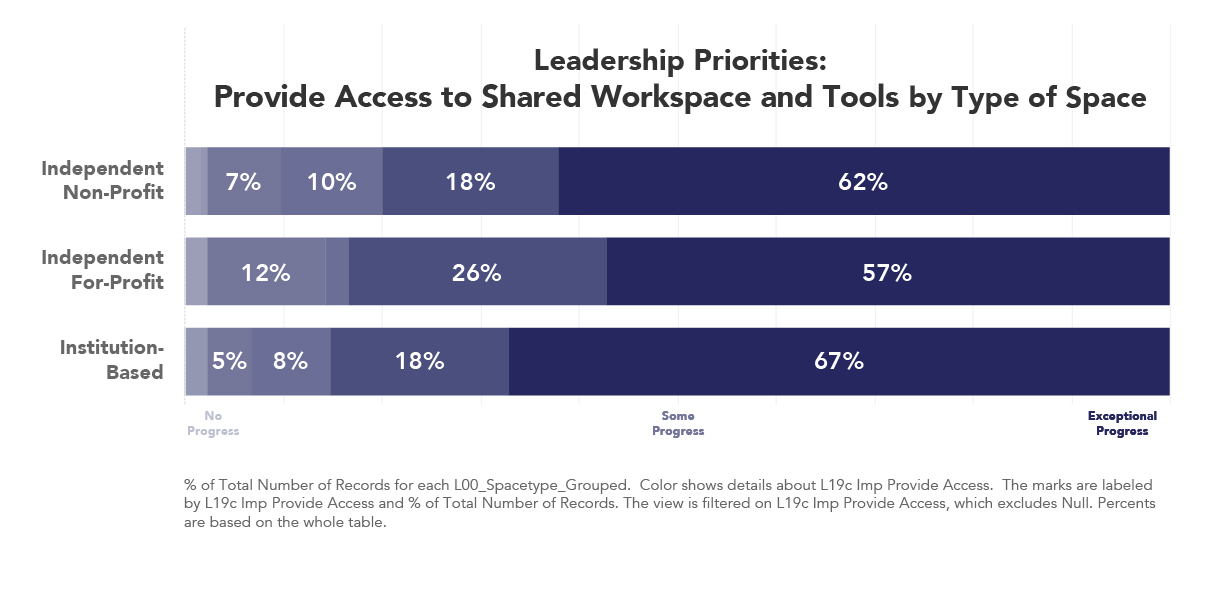 Leadership Priorities:
Provide Access to Shared Workspace and Tools by Type of Space
Independent
Non-Profit
7% 10% 18% 62%
Independent
For-Profit
12% 26% 57%
Institution-
Based
5% 8% 18% 67%
No
Progress
Some
Progress
Exceptional
Progress
% of Total Number of Records for each L00_Spacetype_Grouped.  Color shows details about L19c Imp Provide Access.  The marks are labeled
by L19c Imp Provide Access and % of Total Number of Records. The view is filtered on L19c Imp Provide Access, which excludes Null. Percents
are based on the whole table.